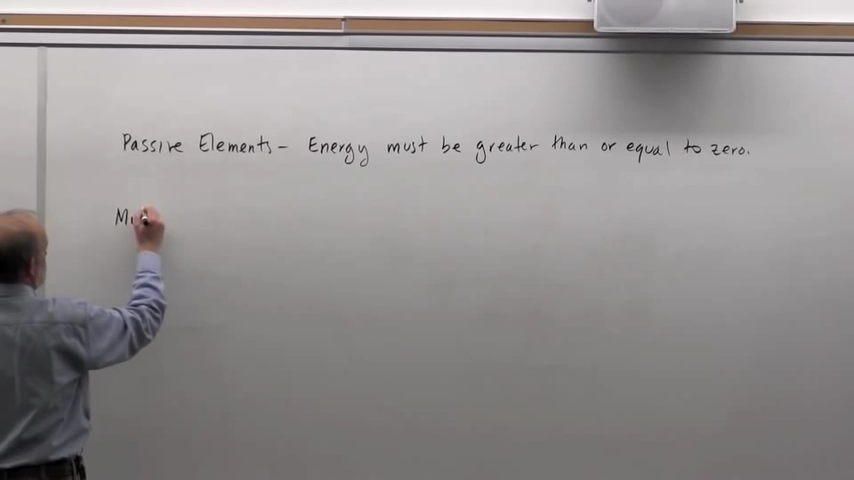 Passive Elements - Energy must be greater than or equal to zero.
M